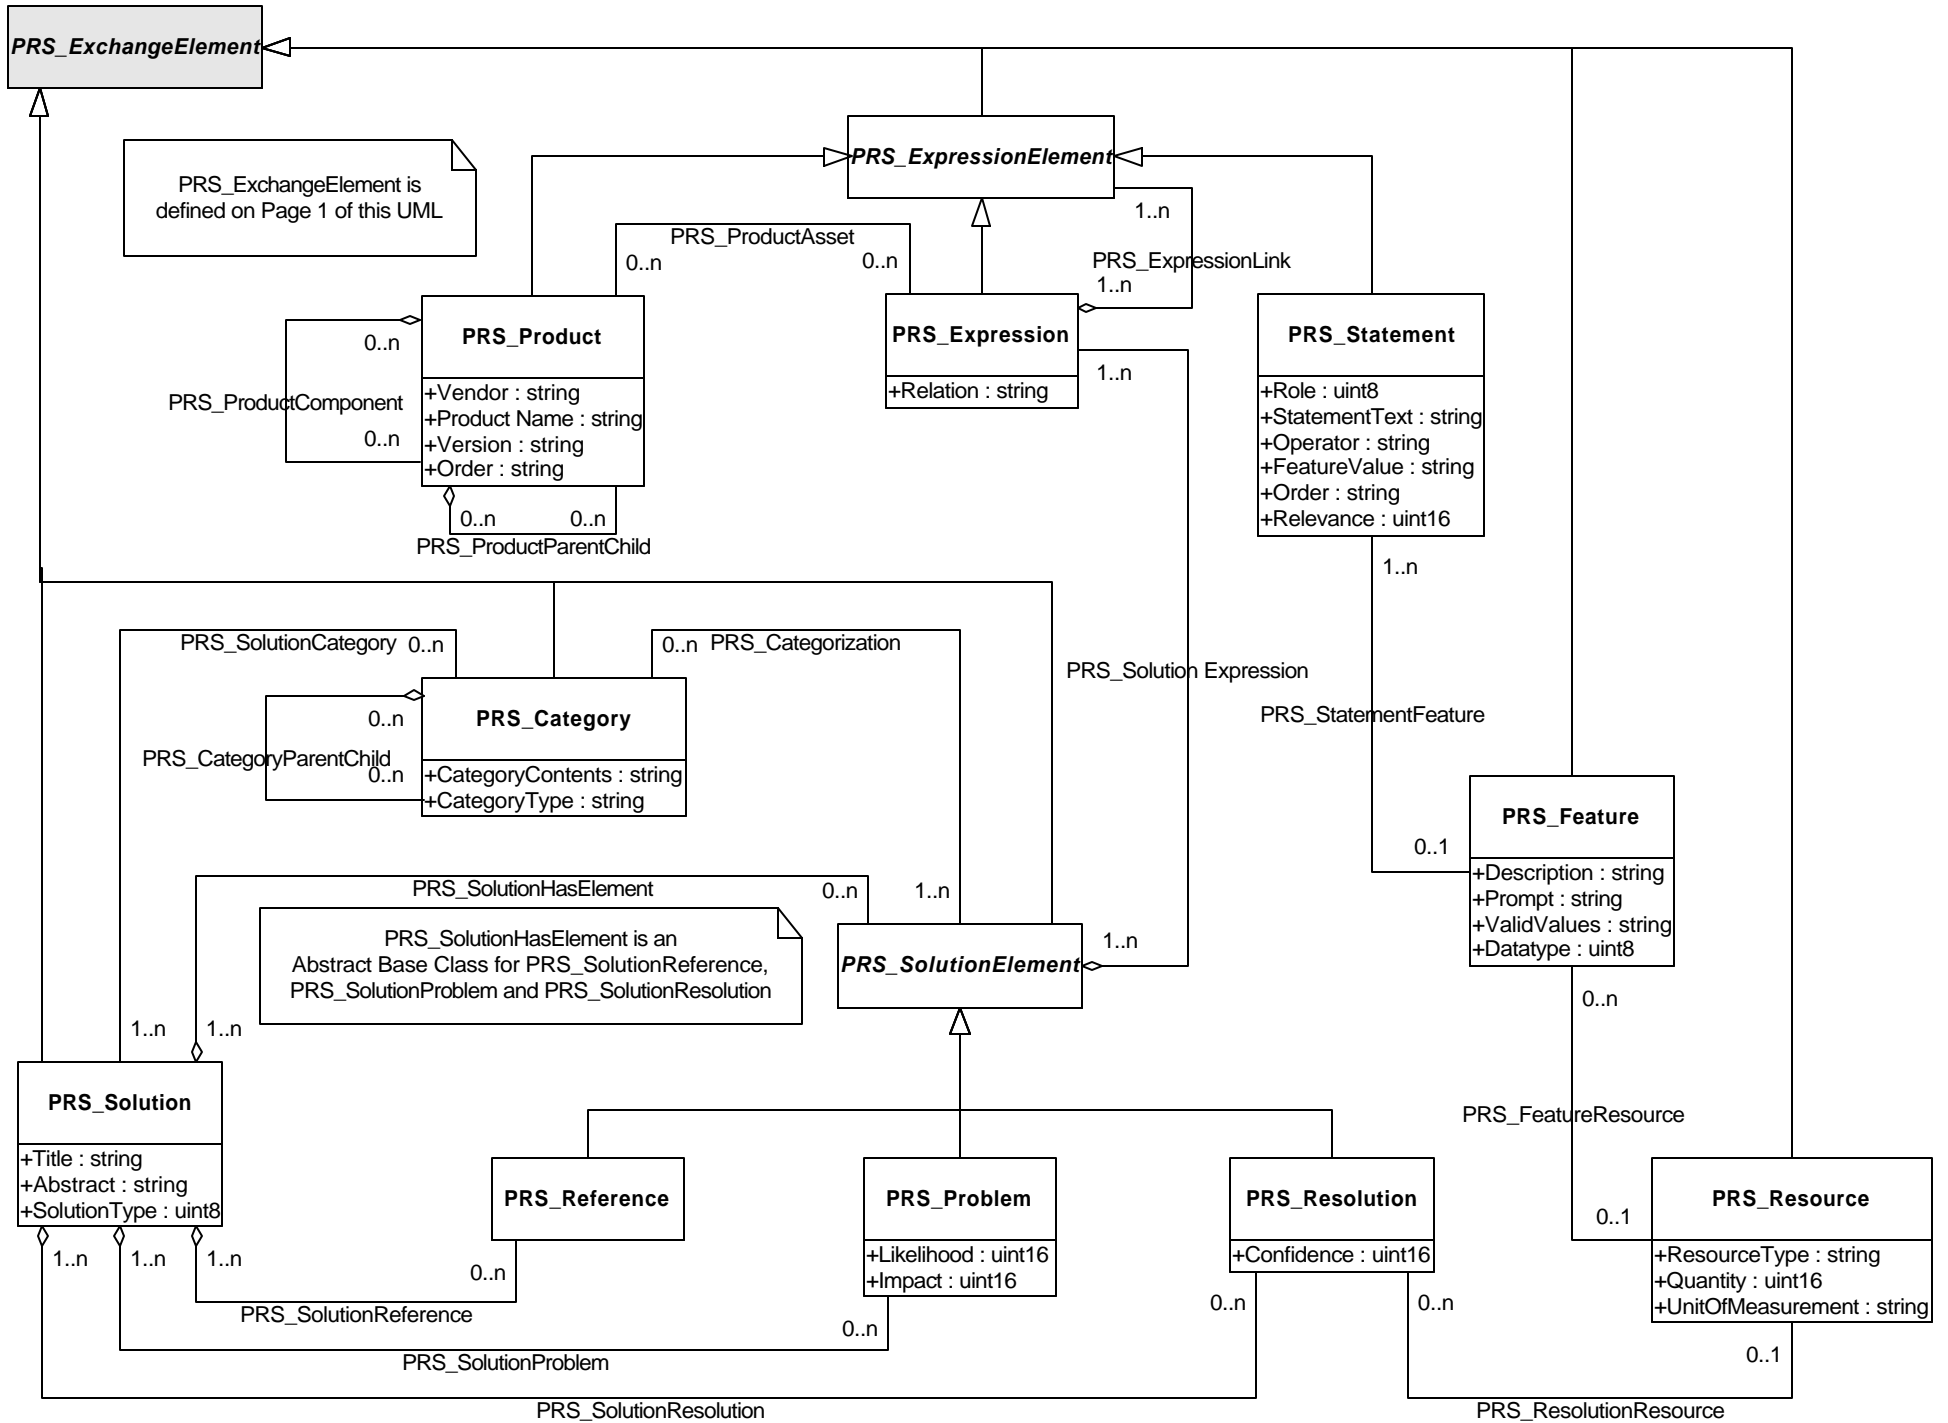 PRS_ExchangeElement
PRS_ExchangeElement is
defined on Page 1 of this UML
PRS_ExpressionElement
1..n
PRS_ExpressionLink
1..n
PRS_ProductAsset
0..n
0..n
PRS_Product
+Vendor : string
+Product Name : string
+Version : string
+Order : string
0..n
PRS_ProductComponent
0..n
0..n
0..n
PRS_ProductParentChild
PRS_Expression
+Relation : string
1..n
PRS_Statement
+Role : uint8
+StatementText : string
+Operator : string
+FeatureValue : string
+Order : string
+Relevance : uint16
1..n
PRS_SolutionCategory
0..n
0..n
PRS_Categorization
PRS_Solution Expression
PRS_StatementFeature
PRS_Category
+CategoryContents : string
+CategoryType : string
0..n
PRS_CategoryParentChild
0..n
PRS_Feature
+Description : string
+Prompt : string
+ValidValues : string
+Datatype : uint8
0..1
0..n
PRS_SolutionHasElement
0..n
1..n
PRS_SolutionHasElement is an
Abstract Base Class for PRS_SolutionReference,
PRS_SolutionProblem and PRS_SolutionResolution
PRS_SolutionElement
1..n
1..n
1..n
PRS_Solution
+Title : string
+Abstract : string
+SolutionType : uint8
1..n
1..n
1..n
PRS_Reference
0..n
PRS_SolutionReference
PRS_Problem
+Likelihood : uint16
+Impact : uint16
0..n
PRS_SolutionProblem
PRS_Resolution
+Confidence : uint16
0..n
0..n
PRS_SolutionResolution
PRS_FeatureResource
0..1
PRS_Resource
+ResourceType : string
+Quantity : uint16
+UnitOfMeasurement : string
0..1
PRS_ResolutionResource